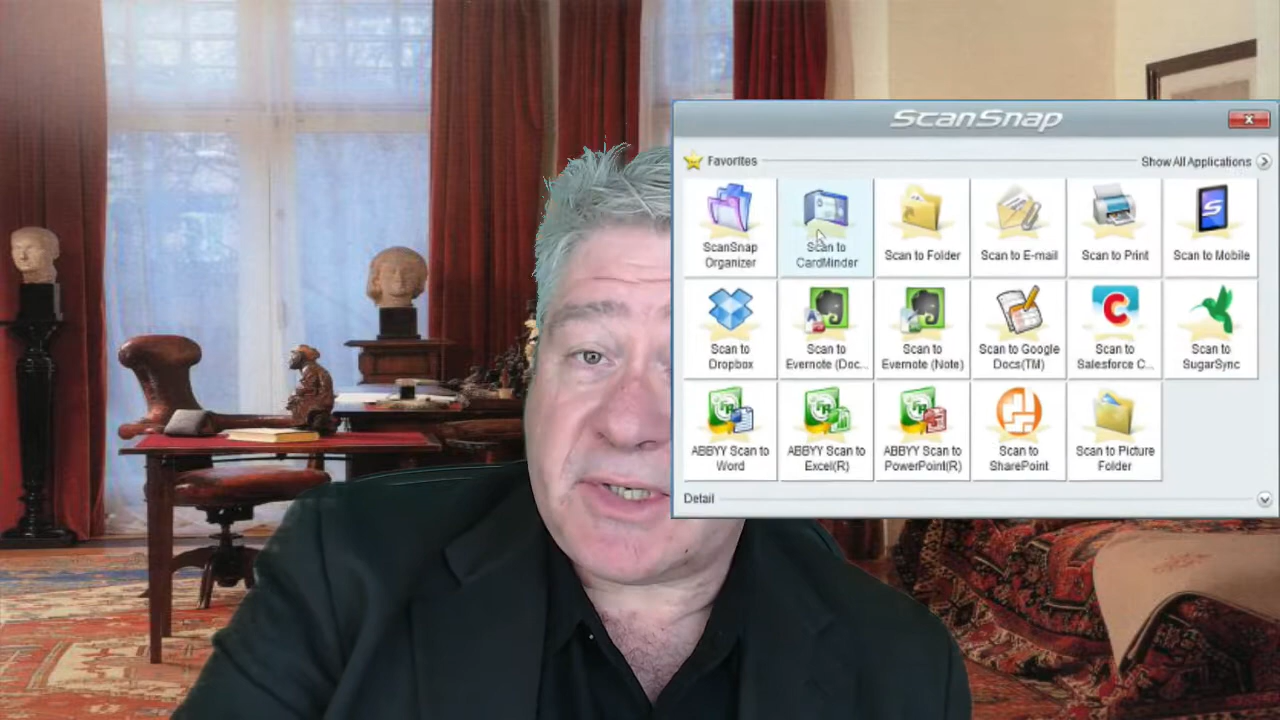 ScanSnap
Favorites
Show All Applications
ScanSnap
Organizer
Scan to
CardMinder
Scan to Folder
Scan to E-mail
Scan to Print
Scan to Mobile
Scan to
Dropbox
Scan to
Evernote (Doc...
Scan to
Evernote (Note)
Scan to Google
Docs(TM)
Scan to
Salesforce C...
Scan to
SugarSync
ABBYY Scan to
Word
ABBYY Scan to
Excel(R)
ABBYY Scan to
PowerPoint(R)
Scan to
SharePoint
Scan to Picture
Folder
Detail